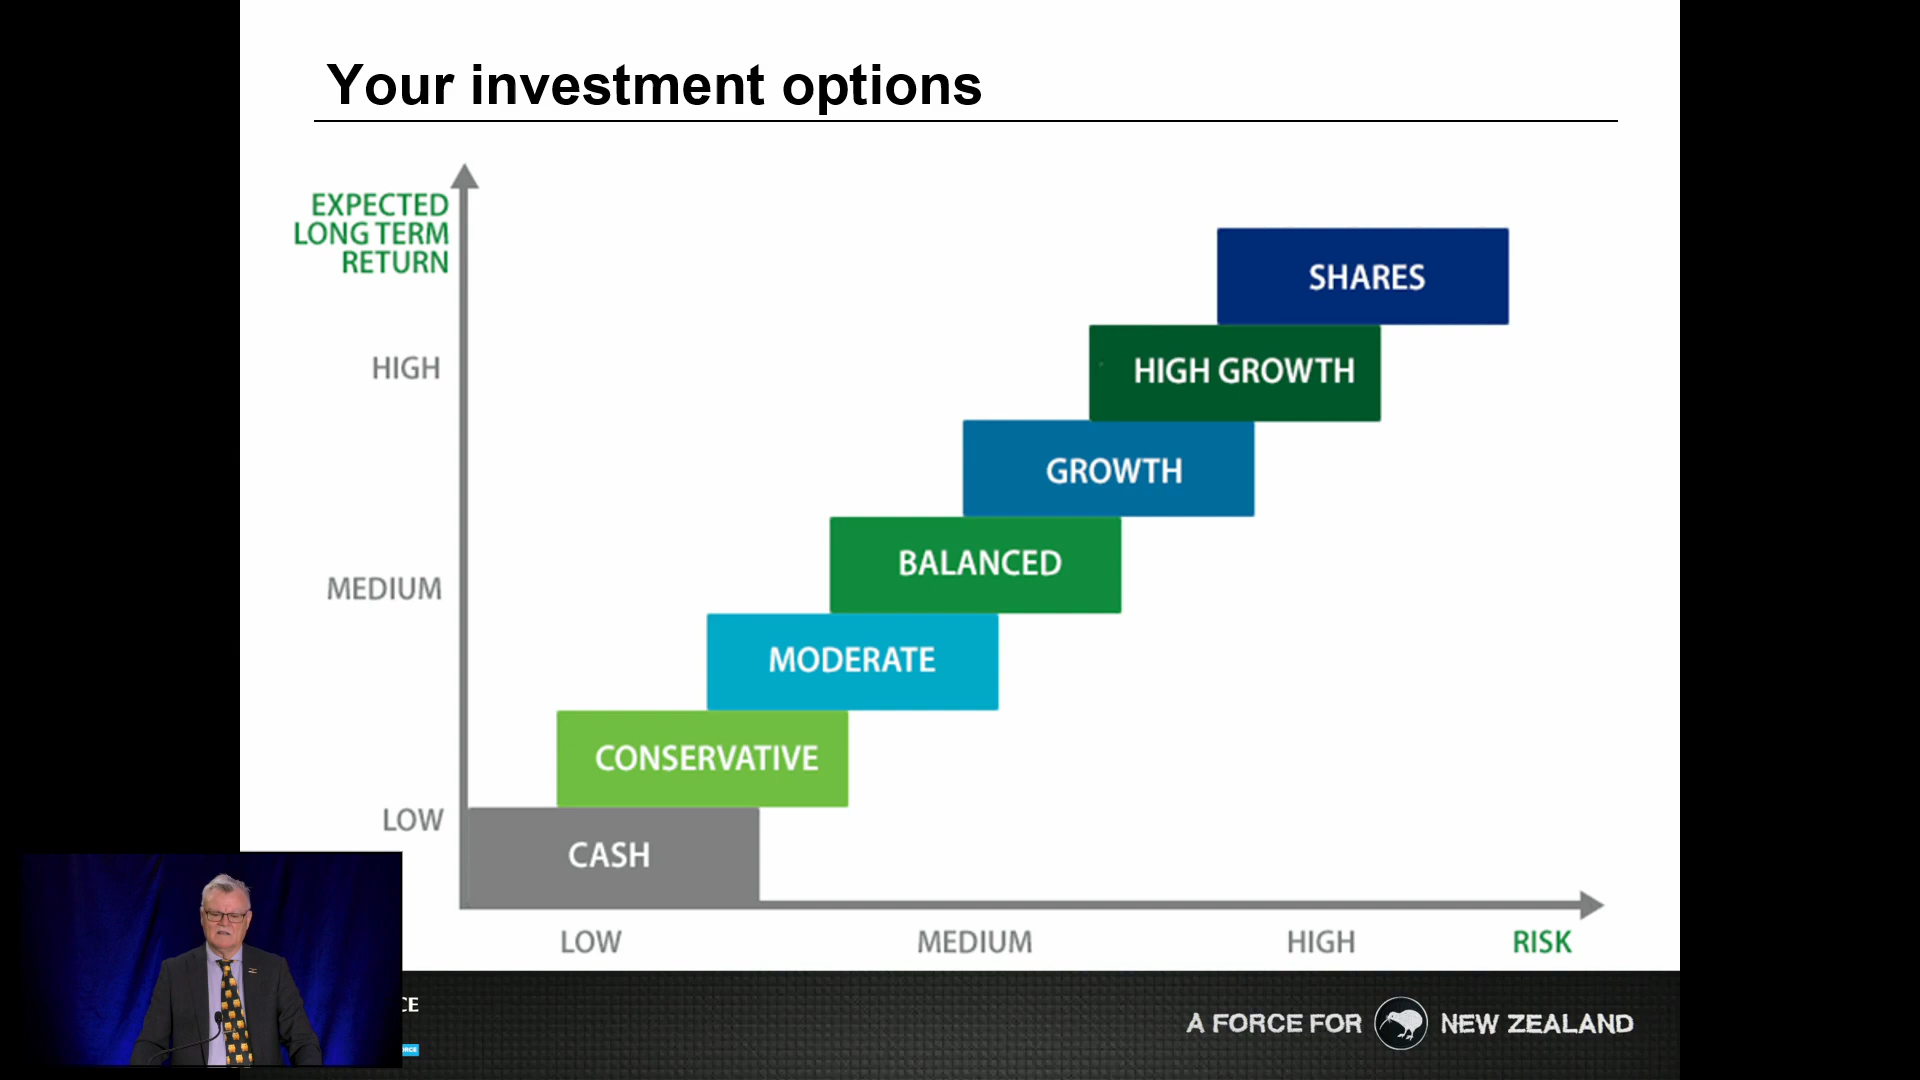 Your investment options
EXPECTED
LONG TERM
RETURN
SHARES
HIGH
HIGH GROWTH
GROWTH
BALANCED
MEDIUM
MODERATE
CONSERVATIVE
LOW
CASH
LOW MEDIUM HIGH RISK
CE
A FORCE FOR NEW ZEALAND